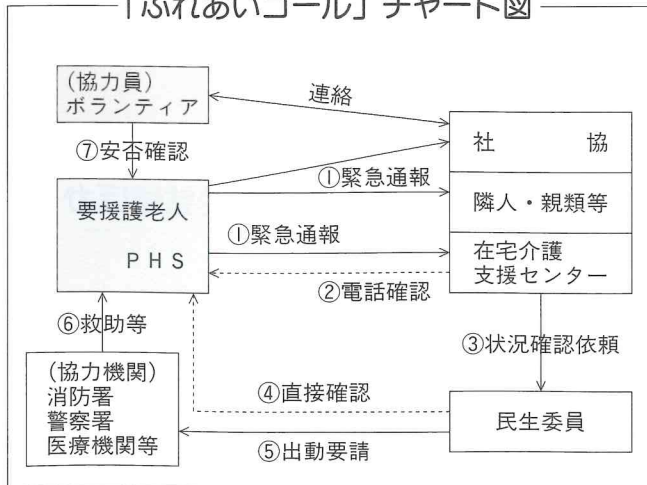 「ふれあいコール」チャート図
(協力員)
ボランティア
連絡
⑦安否確認
社　　協
①緊急通報
隣人・親類等
要援護老人
PHS
①緊急通報
在宅介護
支援センター
②電話確認
⑥救助等
③状況確認依頼
(協力機関)
消防署
警察署
医療機関等
④直接確認
民生委員
⑤出動要請